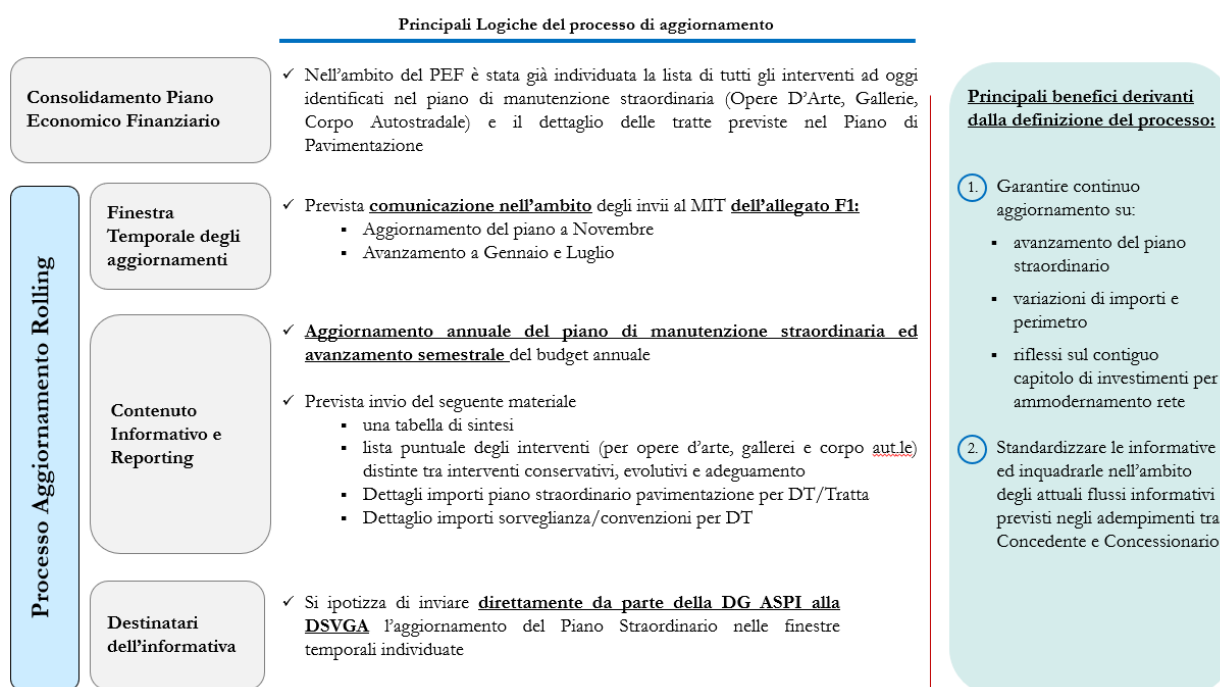 Principali Logiche del processo di aggiornamento
Consolidamento Piano
Economico Finanziario
✓ Nell'ambito del PEF è stata già individuata la lista di tutti gli interventi ad oggi
identificati nel piano di manutenzione straordinaria (Opere D'Arte, Gallerie,
Corpo Autostradale) e il dettaglio delle tratte previste nel Piano di
Pavimentazione
Processo Aggiornamento Rolling
Finestra
Temporale degli
aggiornamenti
✓ Prevista comunicazione nell'ambito degli invii al MIT dell'allegato F1:
▪ Aggiornamento del piano a Novembre
▪ Avanzamento a Gennaio e Luglio
Contenuto
Informativo e
Reporting
✓ Aggiornamento annuale del piano di manutenzione straordinaria ed
avanzamento semestrale del budget annuale
✓ Prevista invio del seguente materiale
▪ una tabella di sintesi
▪ lista puntuale degli interventi (per opere d'arte, gallerei e corpo aut.le)
distinte tra interventi conservativi, evolutivi e adeguamento
▪ Dettagli importi piano straordinario pavimentazione per DT/Tratta
▪ Dettaglio importi sorveglianza/convenzioni per DT
Destinatari
dell'informativa
✓ Si ipotizza di inviare direttamente da parte della DG ASPI alla
DSVGA l'aggiornamento del Piano Straordinario nelle finestre
temporali individuate
Principali benefici derivanti
dalla definizione del processo:
1. Garantire continuo
aggiornamento su:
▪ avanzamento del piano
straordinario
▪ variazioni di importi e
perimetro
▪ riflessi sul contiguo
capitolo di investimenti per
ammodernamento rete
2. Standardizzare le informative
ed inquadrarle nell'ambito
degli attuali flussi informativi
previsti negli adempimenti tra
Concedente e Concessionario